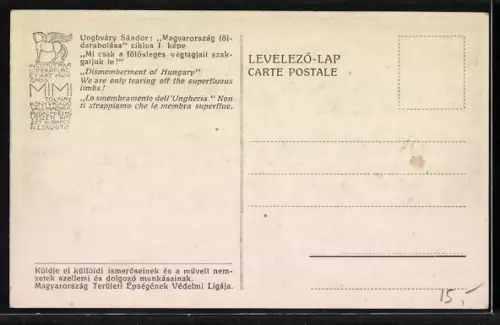 Unghváry Sándor: „Magyarország föl-
darabolása" ciklus I. képe
„Mi csak a fölösleges végtagjait szak-
gatjuk le!"
„Dismemberment of Hungary"
We are only tearing off the superfluous
limbs!
„Lo smembramento dell'Ungheria." Non
ti strappiamo che le membra superflue.
MIMI
LEVELEZŐ-LAP
CARTE POSTALE
Küldje el külföldi ismerőseinek és a müvelt nem-
zetek szellemi és dolgozó munkásainak.
Magyarország Területi Épségének Védelmi Ligája.
15,-